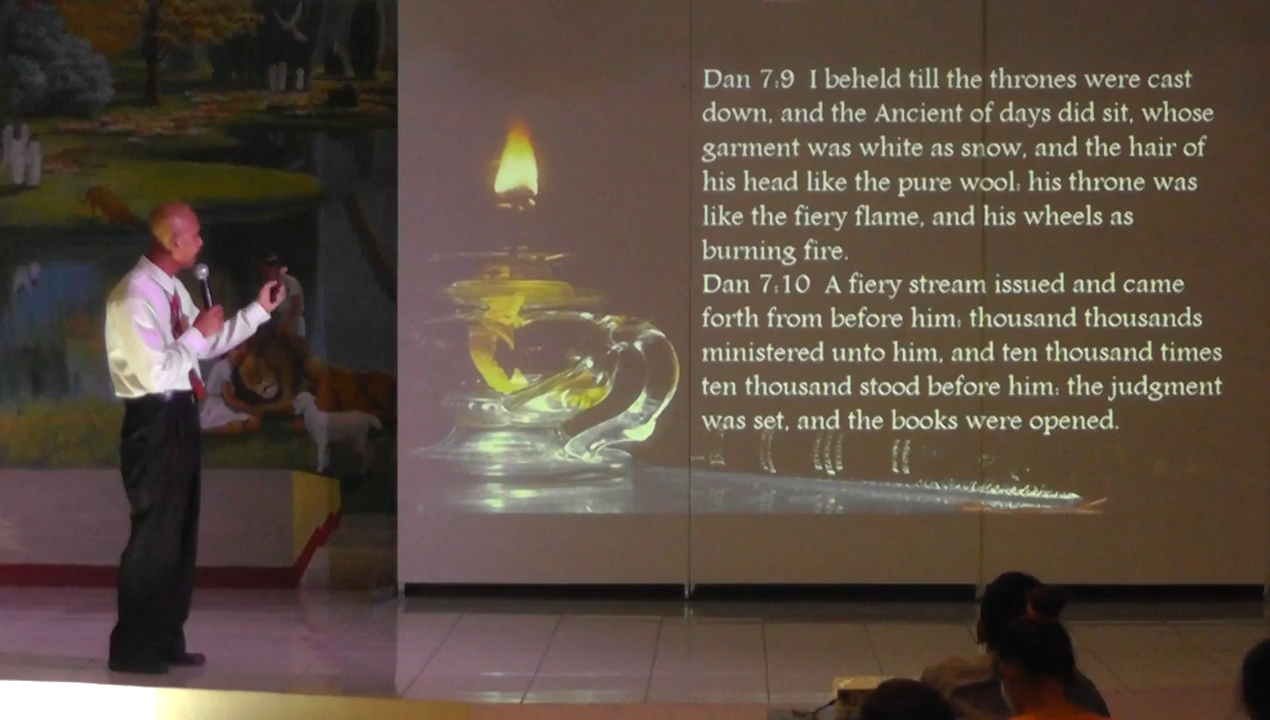 Dan 7:9 I beheld till the thrones were cast
down, and the Ancient of days did sit, whose
garment was white as snow, and the hair of
his head like the pure wool: his throne was
like the fiery flame, and his wheels as
burning fire.
Dan 7:10 A fiery stream issued and came
forth from before him: thousand thousands
ministered unto him, and ten thousand times
ten thousand stood before him: the judgment
was set, and the books were opened.